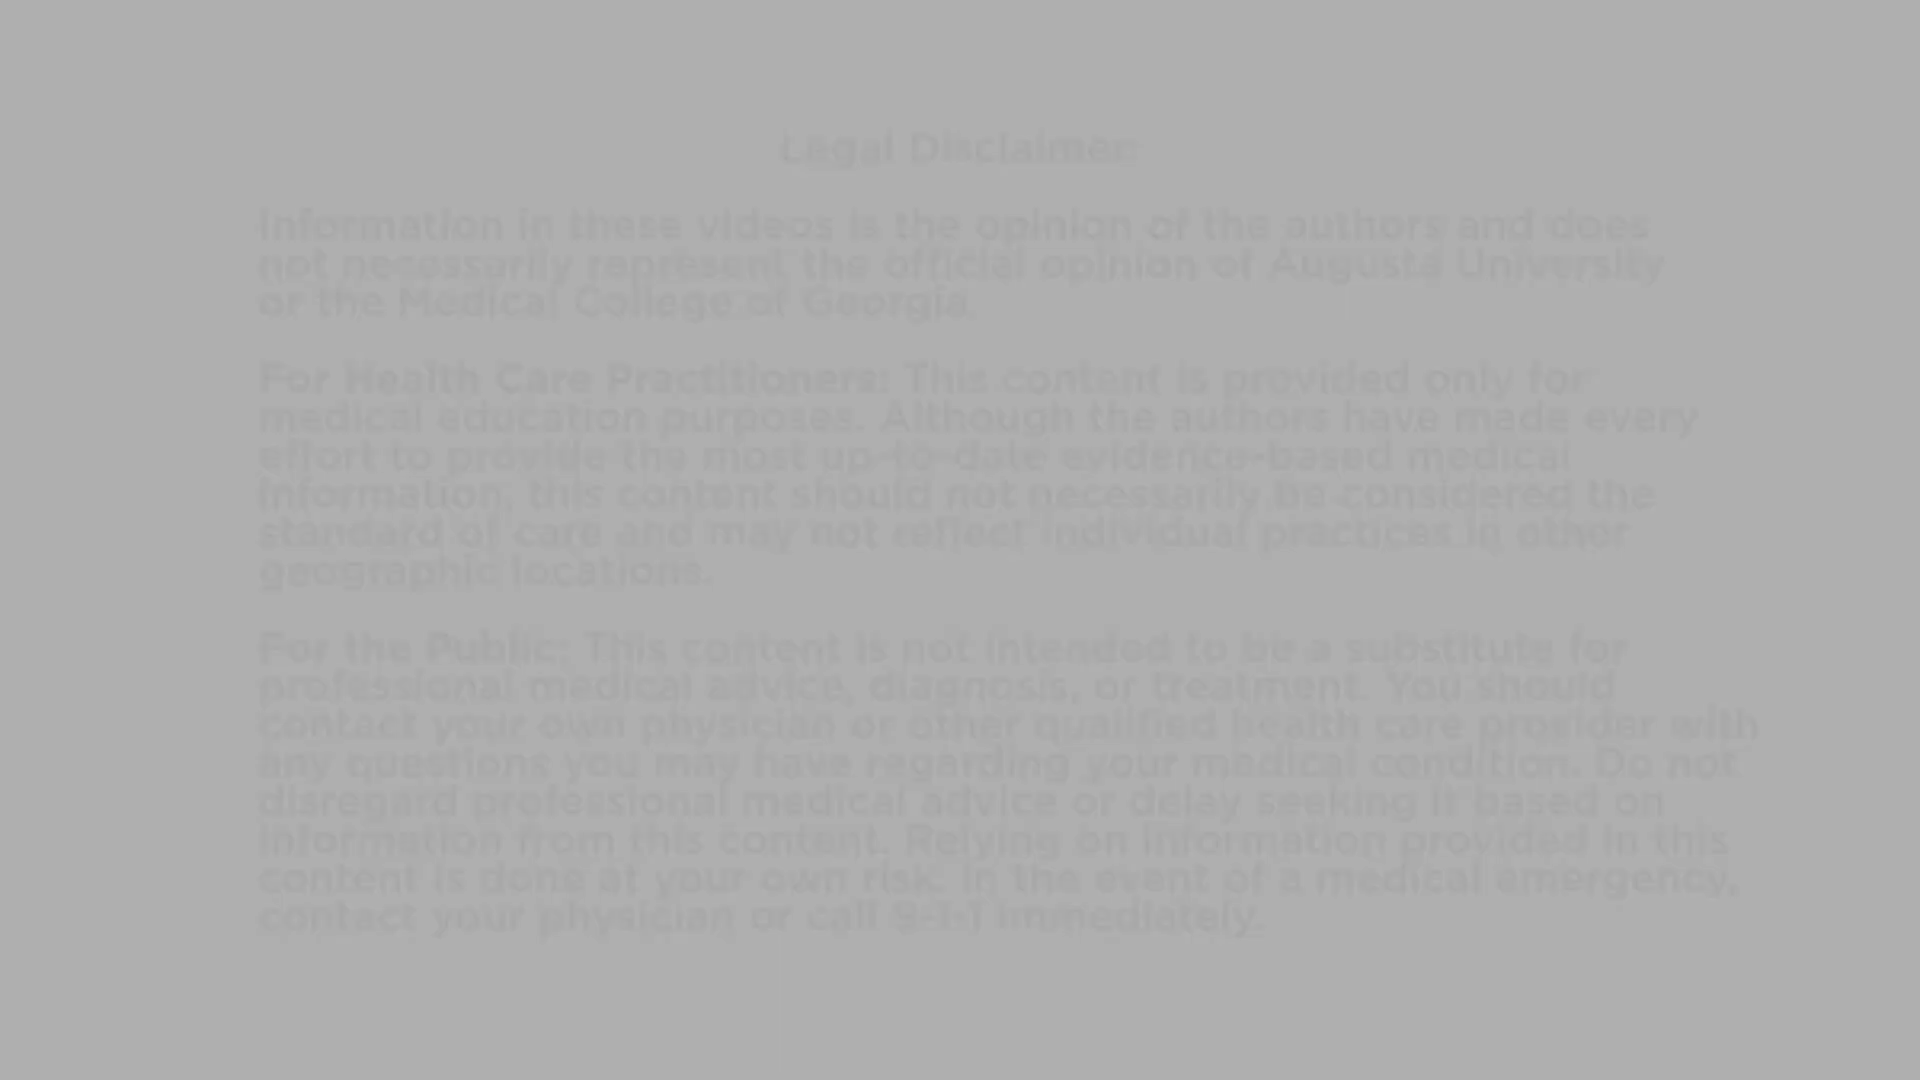 Legal Disclaimer
Information in these videos is the opinion of the authors and does
not necessarily represent the official opinion of Augusta University
or the Medical College of Georgia.
For Health Care Practitioners: This content is provided only for
medical education purposes. Although the authors have made every
effort to provide the most up-to-date evidence-based medical
information, this content should not necessarily be considered the
standard of care and may not reflect individual practices in other
geographic locations.
For the Public: This content is not intended to be a substitute for
professional medical advice, diagnosis, or treatment. You should
contact your own physician or other qualified health care provider with
any questions you may have regarding your medical condition. Do not
disregard professional medical advice or delay seeking it based on
information from this content. Relying on information provided in this
content is done at your own risk. In the event of a medical emergency,
contact your physician or call 9-1-1 immediately.